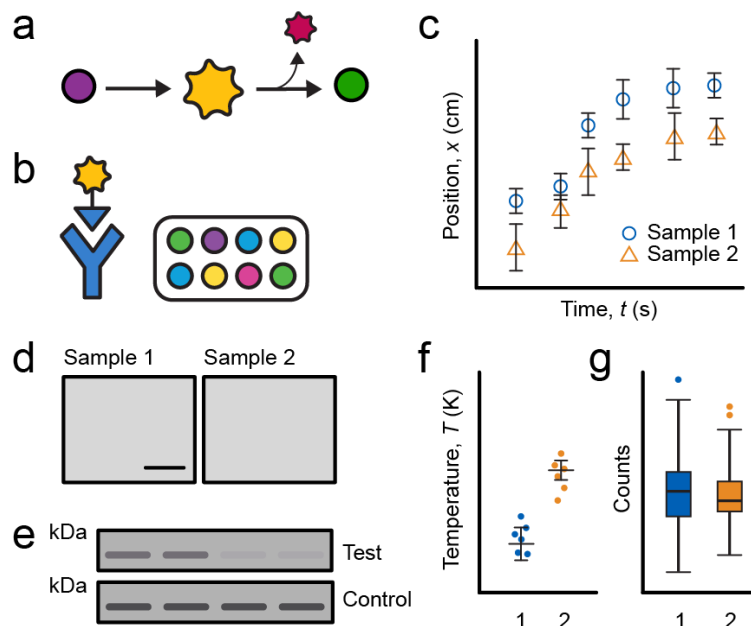 a
b
c
Position, x (cm)
Sample 1
Sample 2
Time, t (s)
d
Sample 1
Sample 2
e
kDa
Test
kDa
Control
f
Temperature, T (K)
1
2
g
Counts
1
2